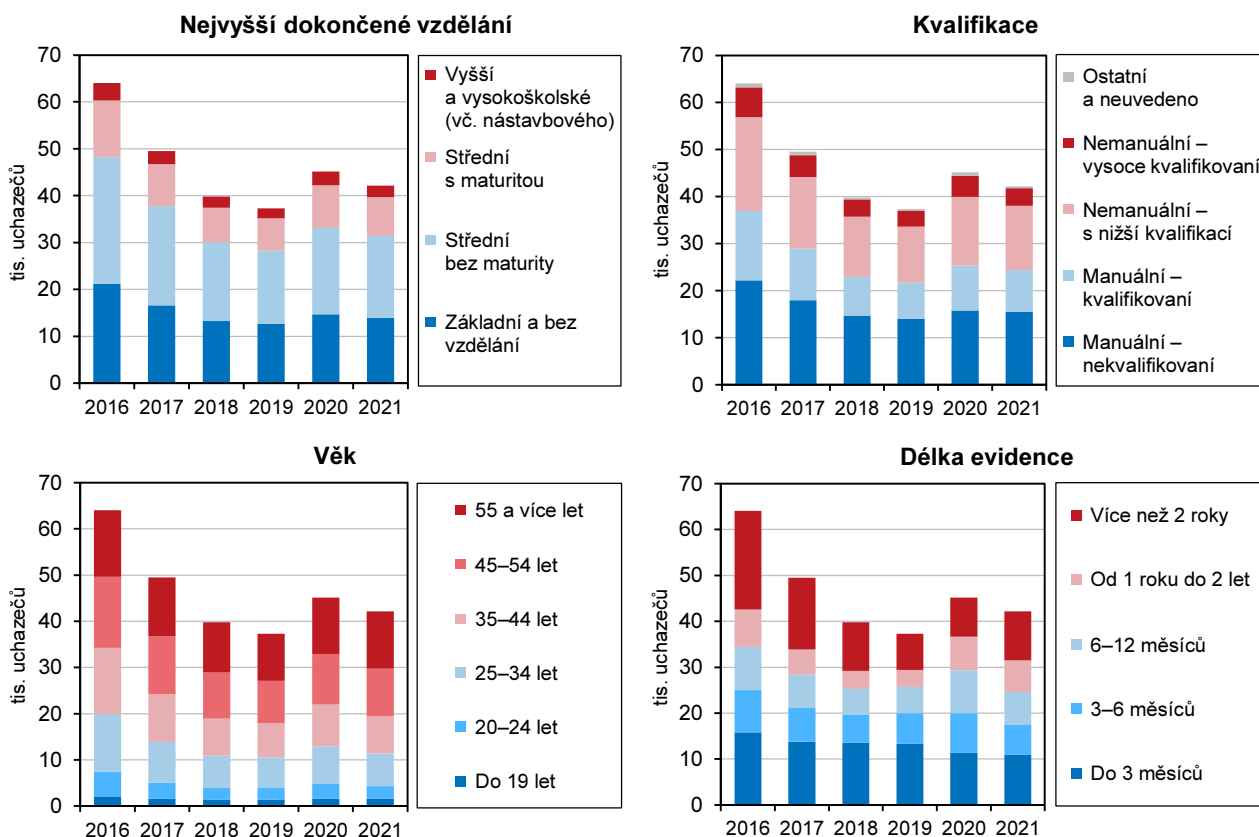 Nejvyšší dokončené vzdělání
tis. uchazečů
70
60
50
40
30
20
10
0
2016 2017 2018 2019 2020 2021
Vyšší
a vysokoškolské
(vč. nástavbového)
Střední
s maturitou
Střední
bez maturity
Základní a bez
vzdělání
Kvalifikace
tis. uchazečů
70
60
50
40
30
20
10
0
2016 2017 2018 2019 2020 2021
Ostatní
a neuvedeno
Nemanuální –
vysoce kvalifikovaní
Nemanuální –
s nižší kvalifikací
Manuální –
kvalifikovaní
Manuální –
nekvalifikovaní
Věk
tis. uchazečů
70
60
50
40
30
20
10
0
2016 2017 2018 2019 2020 2021
55 a více let
45–54 let
35–44 let
25–34 let
20–24 let
Do 19 let
Délka evidence
tis. uchazečů
70
60
50
40
30
20
10
0
2016 2017 2018 2019 2020 2021
Více než 2 roky
Od 1 roku do 2 let
6–12 měsíců
3–6 měsíců
Do 3 měsíců